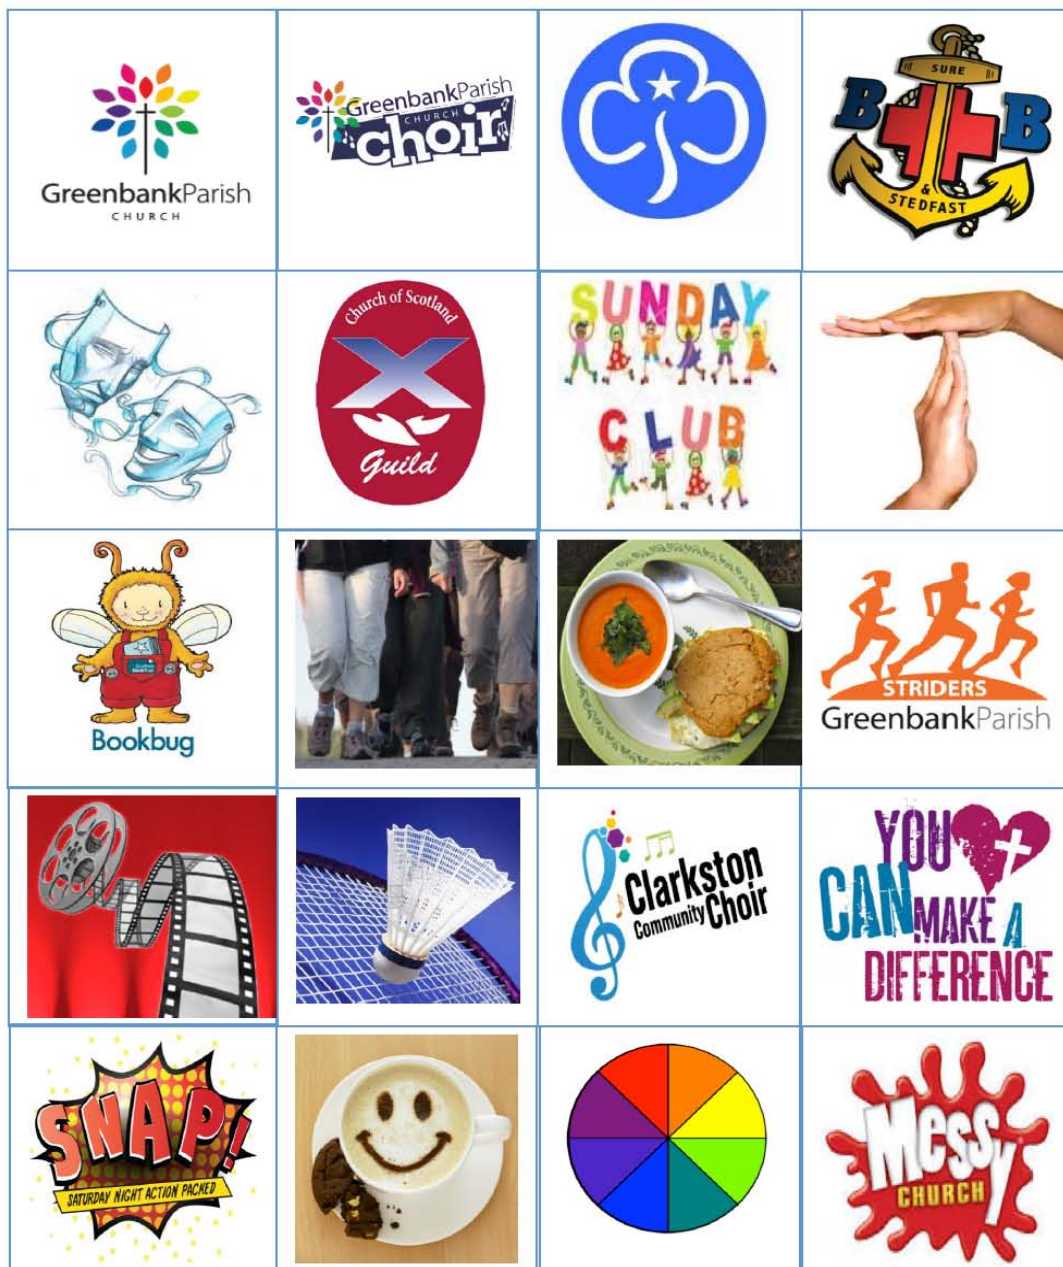 GreenbankParish
CHURCH
GreenbankParish
CHURCH
choir
SURE
B B
&
STEDFAST
Church of Scotland
Guild
SUNDAY
CLUB
Bookbug
STRIDERS
GreenbankParish
Clarkston
Community Choir
YOU
CAN MAKE A
DIFFERENCE
SNAP!
SATURDAY NIGHT ACTION PACKED
Messy
CHURCH